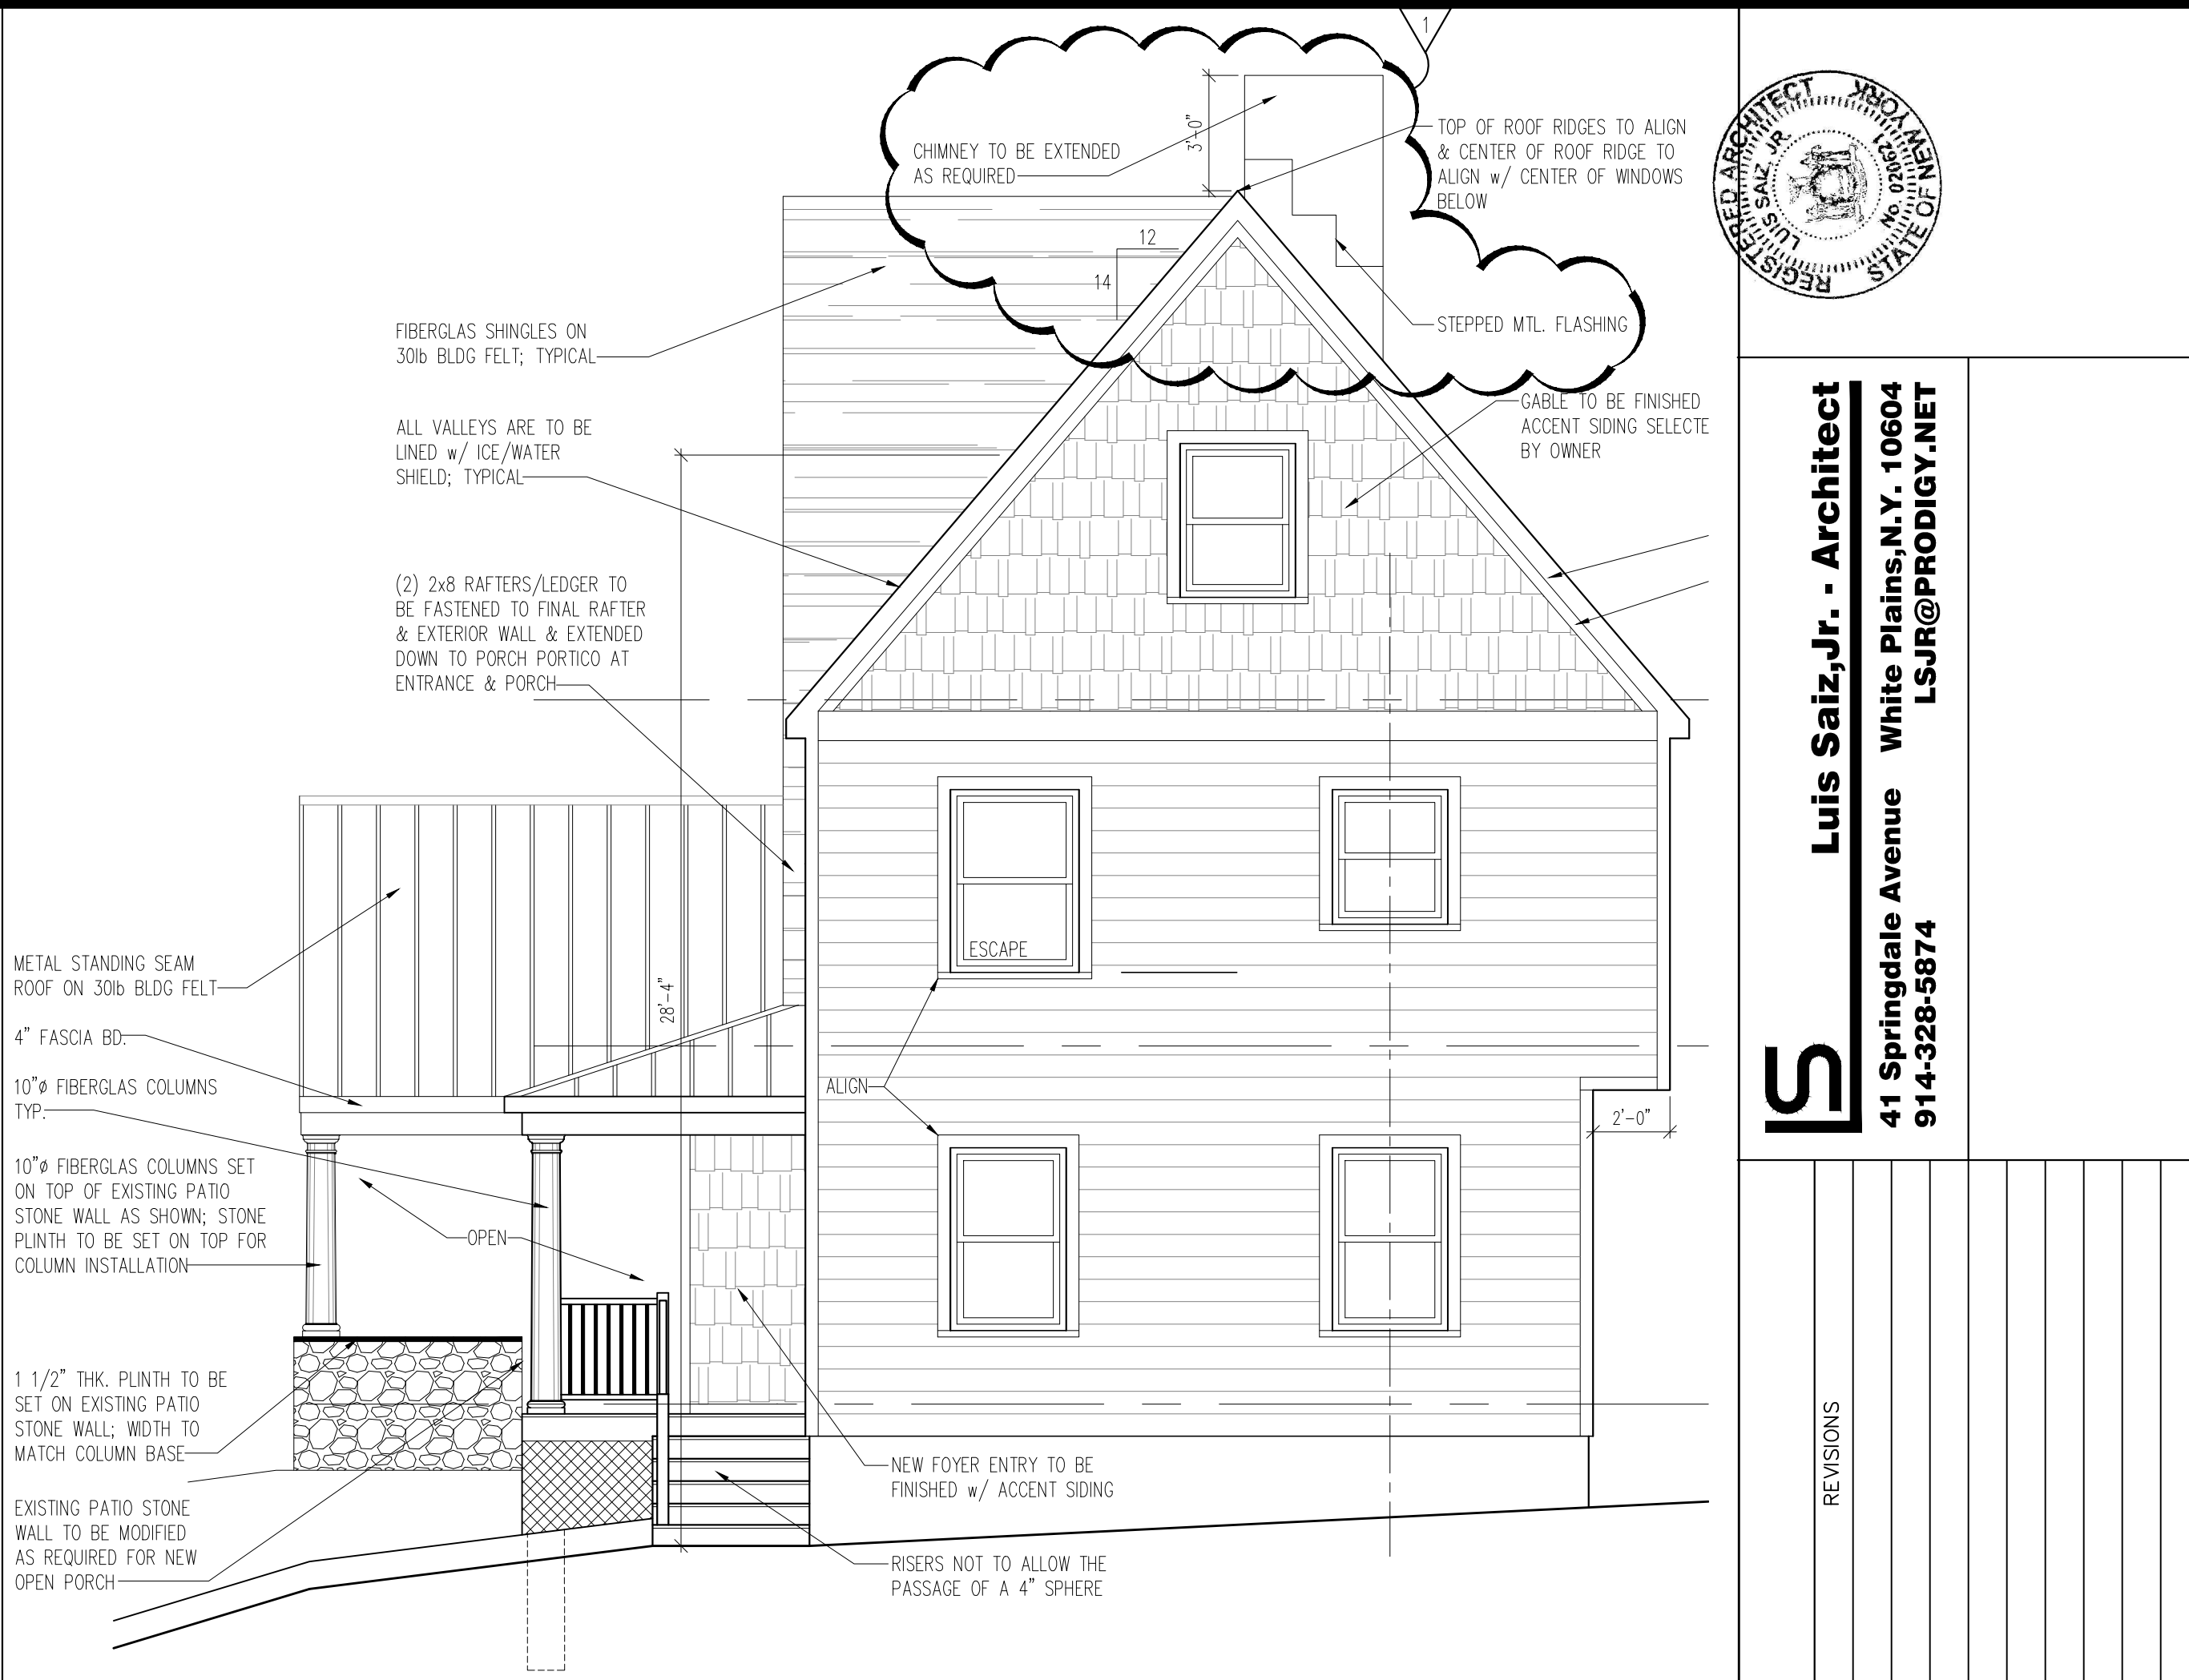 1
CHIMNEY TO BE EXTENDED
AS REQUIRED
3'-0"
TOP OF ROOF RIDGES TO ALIGN
& CENTER OF ROOF RIDGE TO
ALIGN w/ CENTER OF WINDOWS
BELOW
12
14
STEPPED MTL. FLASHING
FIBERGLAS SHINGLES ON
30lb BLDG FELT; TYPICAL
GABLE TO BE FINISHED
ACCENT SIDING SELECTE
BY OWNER
ALL VALLEYS ARE TO BE
LINED w/ ICE/WATER
SHIELD; TYPICAL
(2) 2x8 RAFTERS/LEDGER TO
BE FASTENED TO FINAL RAFTER
& EXTERIOR WALL & EXTENDED
DOWN TO PORCH PORTICO AT
ENTRANCE & PORCH
METAL STANDING SEAM
ROOF ON 30lb BLDG FELT
28'-4"
ESCAPE
4" FASCIA BD.
10"ø FIBERGLAS COLUMNS
TYP.
ALIGN
2'-0"
10"ø FIBERGLAS COLUMNS SET
ON TOP OF EXISTING PATIO
STONE WALL AS SHOWN; STONE
PLINTH TO BE SET ON TOP FOR
COLUMN INSTALLATION
OPEN
1 1/2" THK. PLINTH TO BE
SET ON EXISTING PATIO
STONE WALL; WIDTH TO
MATCH COLUMN BASE
EXISTING PATIO STONE
WALL TO BE MODIFIED
AS REQUIRED FOR NEW
OPEN PORCH
NEW FOYER ENTRY TO BE
FINISHED w/ ACCENT SIDING
RISERS NOT TO ALLOW THE
PASSAGE OF A 4" SPHERE
REGISTERED ARCHITECT
LUIS SAIZ JR.
No. 020621
STATE OF NEW YORK
LS
Luis Saiz,Jr. - Architect
41 Springdale Avenue White Plains,N.Y. 10604
914-328-5874 LSJR@PRODIGY.NET
REVISIONS